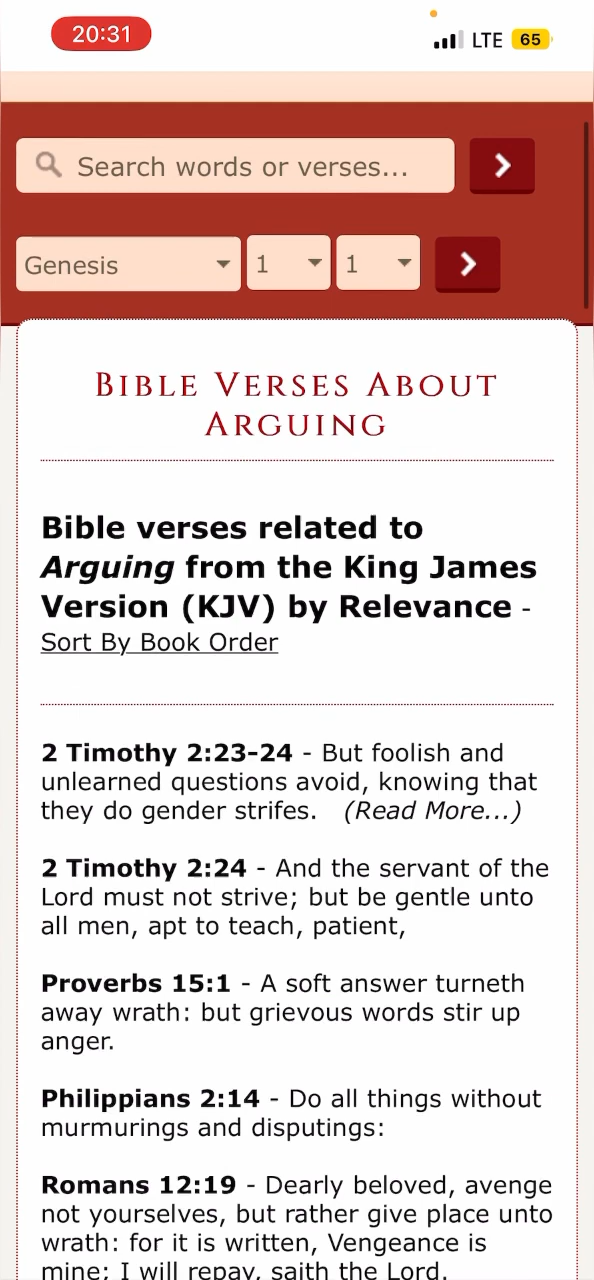 20:31
LTE 65
Search words or verses...
Genesis 1 1
Bible Verses About
Arguing
Bible verses related to
Arguing from the King James
Version (KJV) by Relevance -
Sort By Book Order
2 Timothy 2:23-24 - But foolish and
unlearned questions avoid, knowing that
they do gender strifes. (Read More...)
2 Timothy 2:24 - And the servant of the
Lord must not strive; but be gentle unto
all men, apt to teach, patient,
Proverbs 15:1 - A soft answer turneth
away wrath: but grievous words stir up
anger.
Philippians 2:14 - Do all things without
murmurings and disputings:
Romans 12:19 - Dearly beloved, avenge
not yourselves, but rather give place unto
wrath: for it is written, Vengeance is
mine; I will repay, saith the Lord.